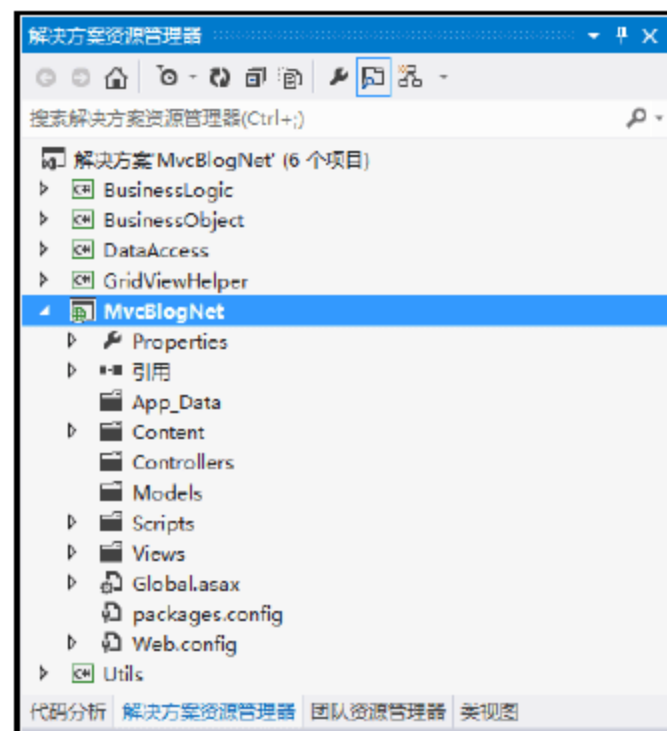 解决方案资源管理器
搜索解决方案资源管理器(Ctrl+;)
解决方案'MvcBlogNet' (6 个项目)
C# BusinessLogic
C# BusinessObject
C# DataAccess
C# GridViewHelper
MvcBlogNet
Properties
引用
App_Data
Content
Controllers
Models
Scripts
Views
Global.asax
packages.config
Web.config
C# Utils
代码分析 解决方案资源管理器 团队资源管理器 类视图